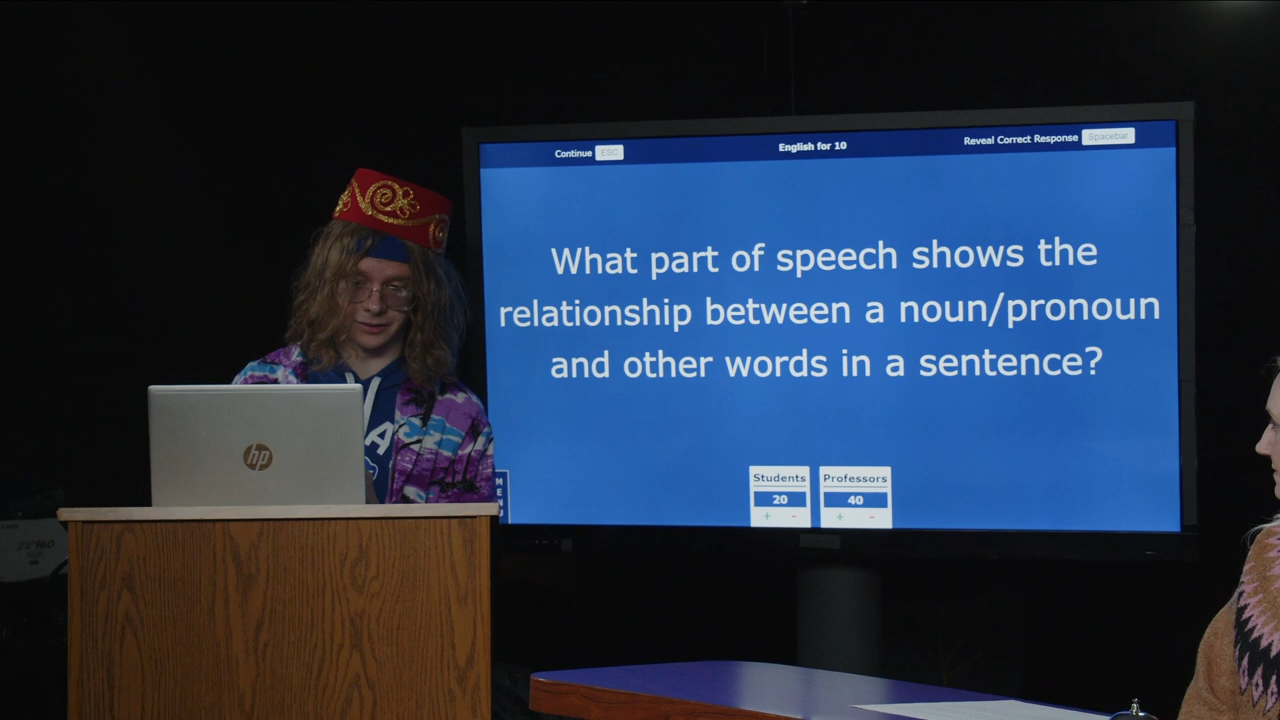 Continue ESC
English for 10
Reveal Correct Response Spacebar
What part of speech shows the
relationship between a noun/pronoun
and other words in a sentence?
Students
20
+ -
Professors
40
+ -
hp
A
M
E